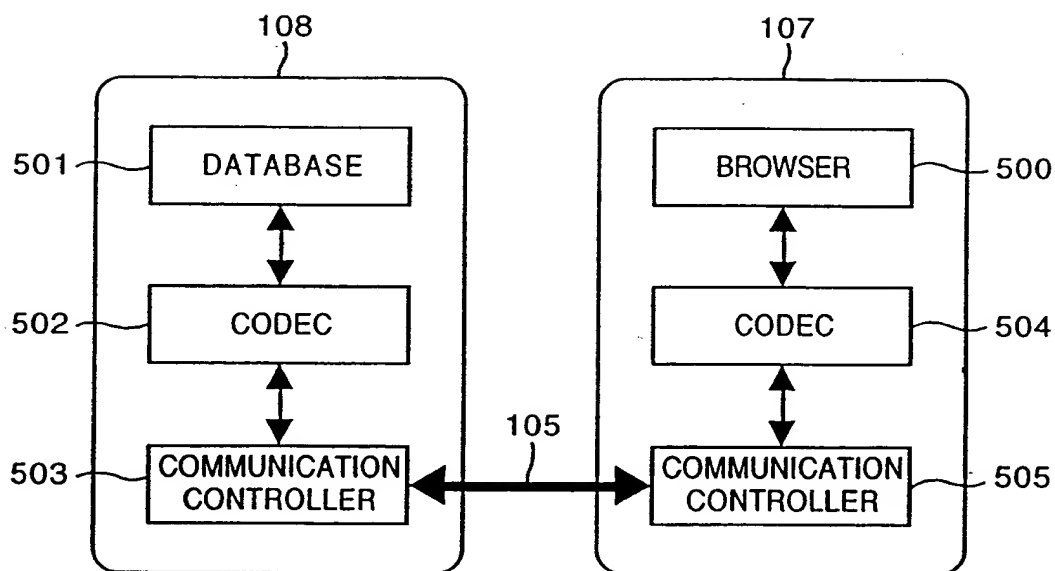 108
107
501
DATABASE
BROWSER
500
502
CODEC
CODEC
504
105
503
COMMUNICATION
CONTROLLER
COMMUNICATION
CONTROLLER
505